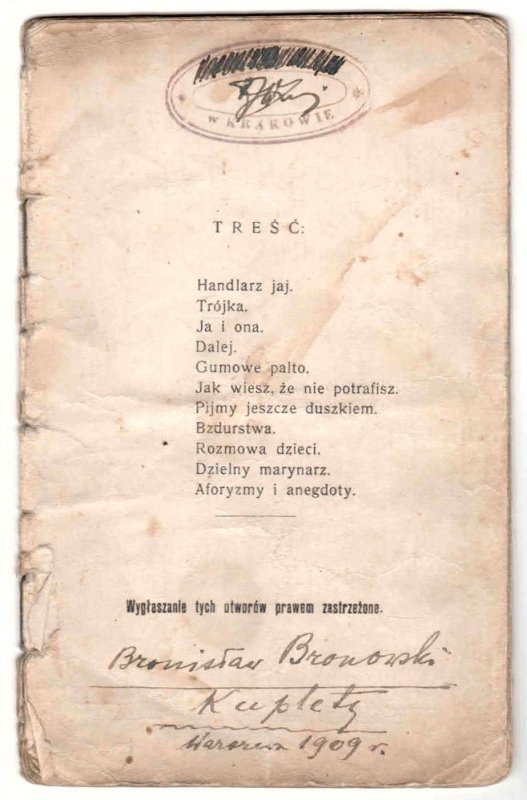 W KRAKOWIE
TREŚĆ:
Handlarz jaj.
Trójka.
Ja i ona.
Dalej.
Gumowe palto.
Jak wiesz, że nie potrafisz.
Pijmy jeszcze duszkiem.
Bzdurstwa.
Rozmowa dzieci.
Dzielny marynarz.
Aforyzmy i anegdoty.
Wygłaszanie tych utworów prawem zastrzeżone.
Bronisław Bronowski
Kuplety
Warszawa 1909 r.